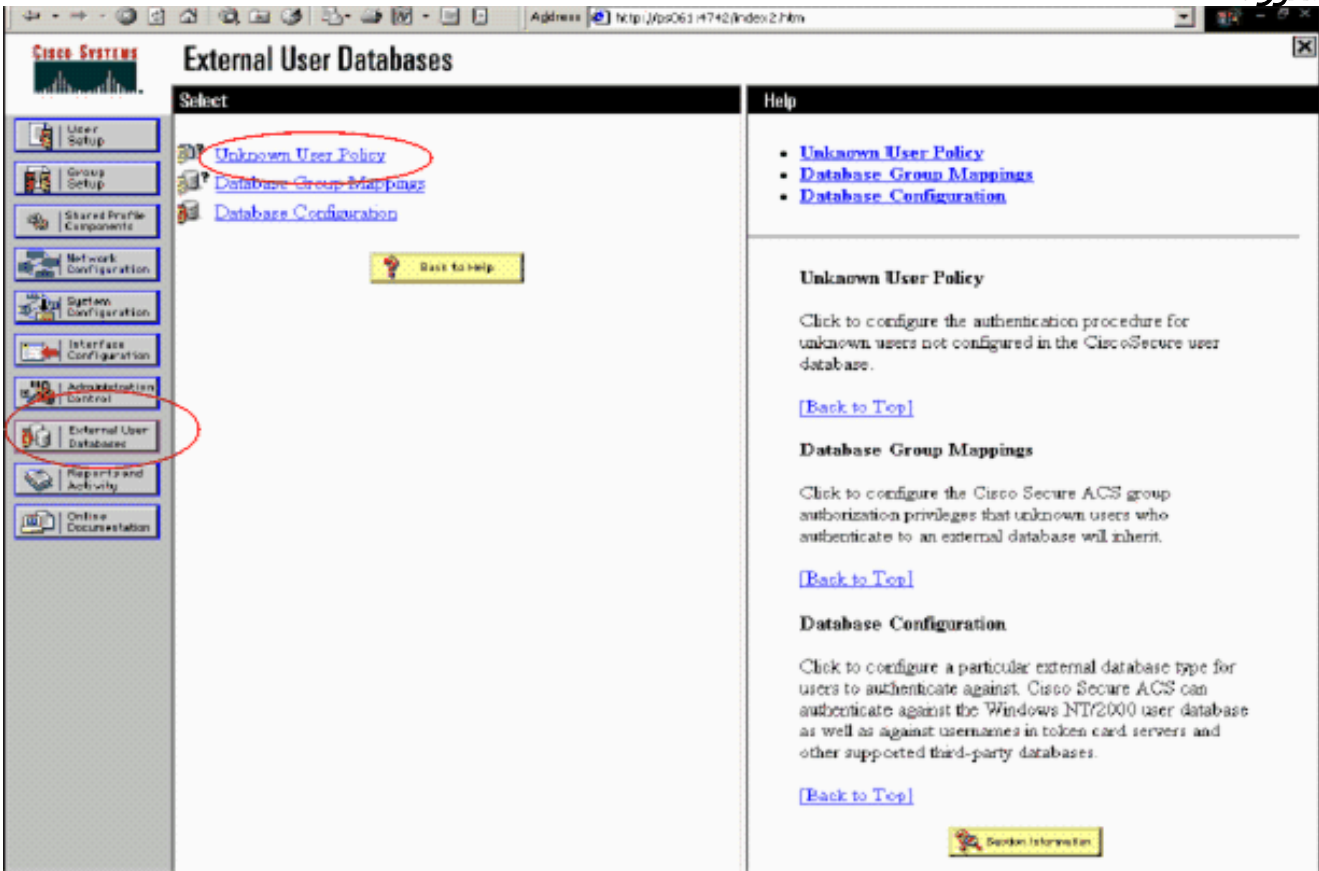 Address http://ps06114742/index2.htm
CISCO SYSTEMS
External User Databases
Select
User Setup
Group Setup
Shared Profile Components
Network Configuration
System Configuration
Interface Configuration
Administration Control
External User Databases
Reports and Activity
Online Documentation
Unknown User Policy
Database Group Mappings
Database Configuration
Back to Help
Help
• Unknown User Policy
• Database Group Mappings
• Database Configuration
Unknown User Policy
Click to configure the authentication procedure for
unknown users not configured in the CiscoSecure user
database.
[Back to Top]
Database Group Mappings
Click to configure the Cisco Secure ACS group
authorization privileges that unknown users who
authenticate to an external database will inherit.
[Back to Top]
Database Configuration
Click to configure a particular external database type for
users to authenticate against. Cisco Secure ACS can
authenticate against the Windows NT/2000 user database
as well as against usernames in token card servers and
other supported third-party databases.
[Back to Top]
Section Information